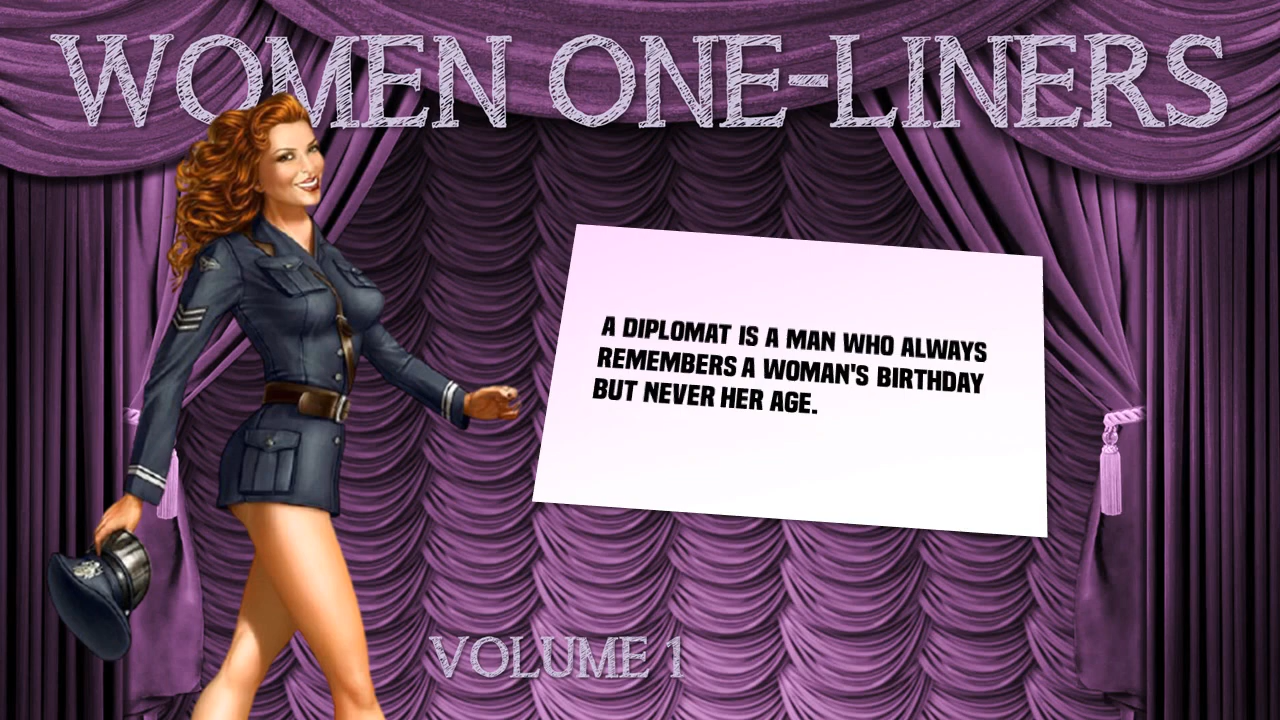 WOMEN ONE-LINERS
A DIPLOMAT IS A MAN WHO ALWAYS
REMEMBERS A WOMAN'S BIRTHDAY
BUT NEVER HER AGE.
VOLUME 1